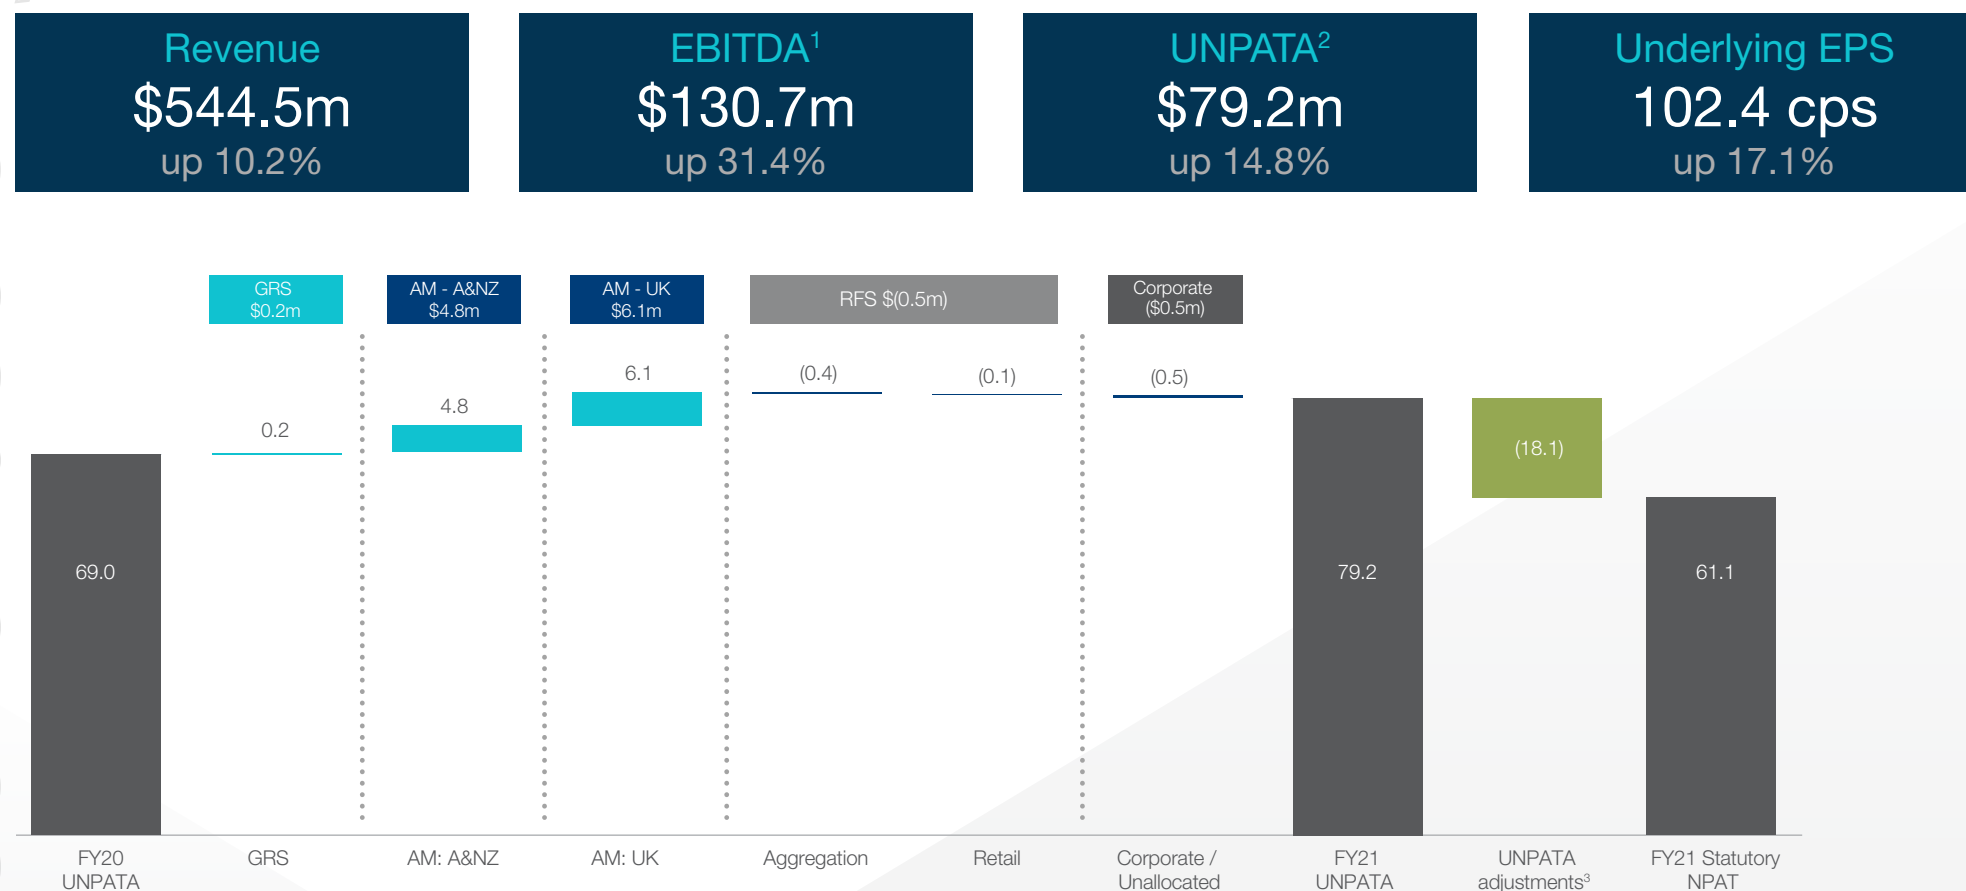 Revenue
$544.5m
up 10.2%
EBITDA¹
$130.7m
up 31.4%
UNPATA²
$79.2m
up 14.8%
Underlying EPS
102.4 cps
up 17.1%
GRS
$0.2m
AM - A&NZ
$4.8m
AM - UK
$6.1m
RFS $(0.5m)
Corporate
($0.5m)
69.0
0.2
4.8
6.1
(0.4)
(0.1)
(0.5)
79.2
(18.1)
61.1
FY20
UNPATA
GRS
AM: A&NZ
AM: UK
Aggregation
Retail
Corporate /
Unallocated
FY21
UNPATA
UNPATA
adjustments³
FY21 Statutory
NPAT